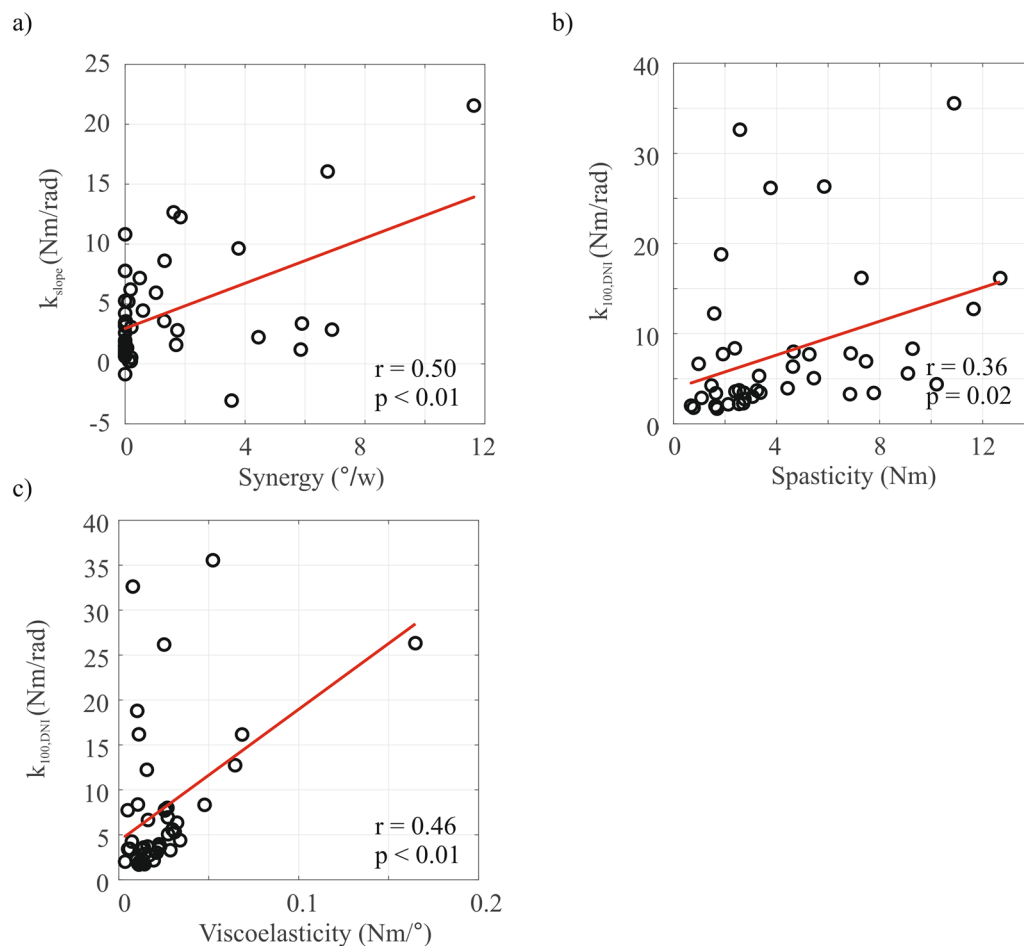 a)
25
20
15
10
5
0
-5
k_slope (Nm/rad)
r = 0.50
p < 0.01
0 4 8 12
Synergy (°/w)
b)
40
30
20
10
0
k_100,DNI (Nm/rad)
r = 0.36
p = 0.02
0 4 8 12
Spasticity (Nm)
c)
40
35
30
25
20
15
10
5
0
k_100,DNI (Nm/rad)
r = 0.46
p < 0.01
0 0.1 0.2
Viscoelasticity (Nm/°)